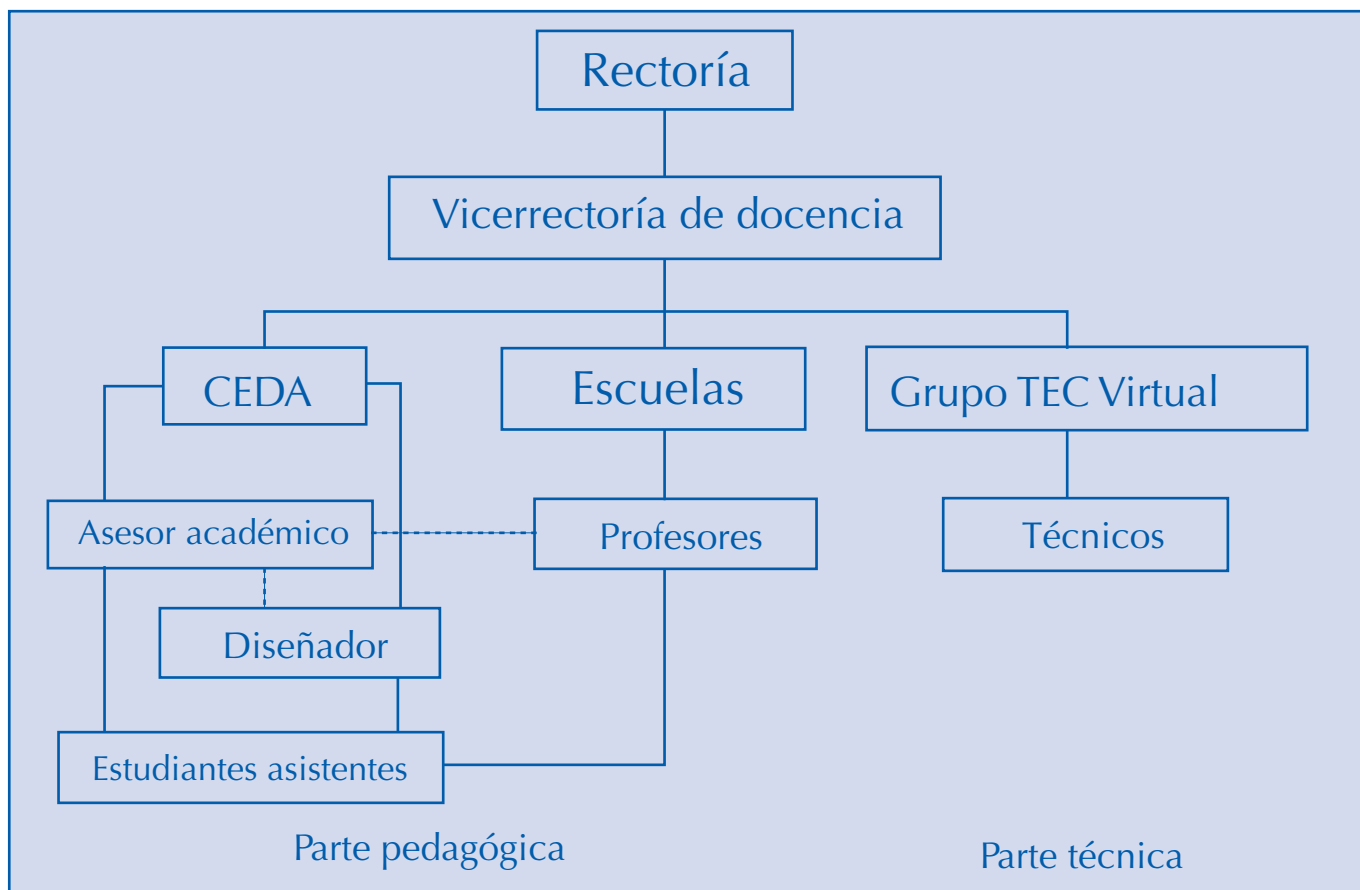 Rectoría
Vicerrectoría de docencia
CEDA
Escuelas
Grupo TEC Virtual
Asesor académico
Profesores
Técnicos
Diseñador
Estudiantes asistentes
Parte pedagógica
Parte técnica